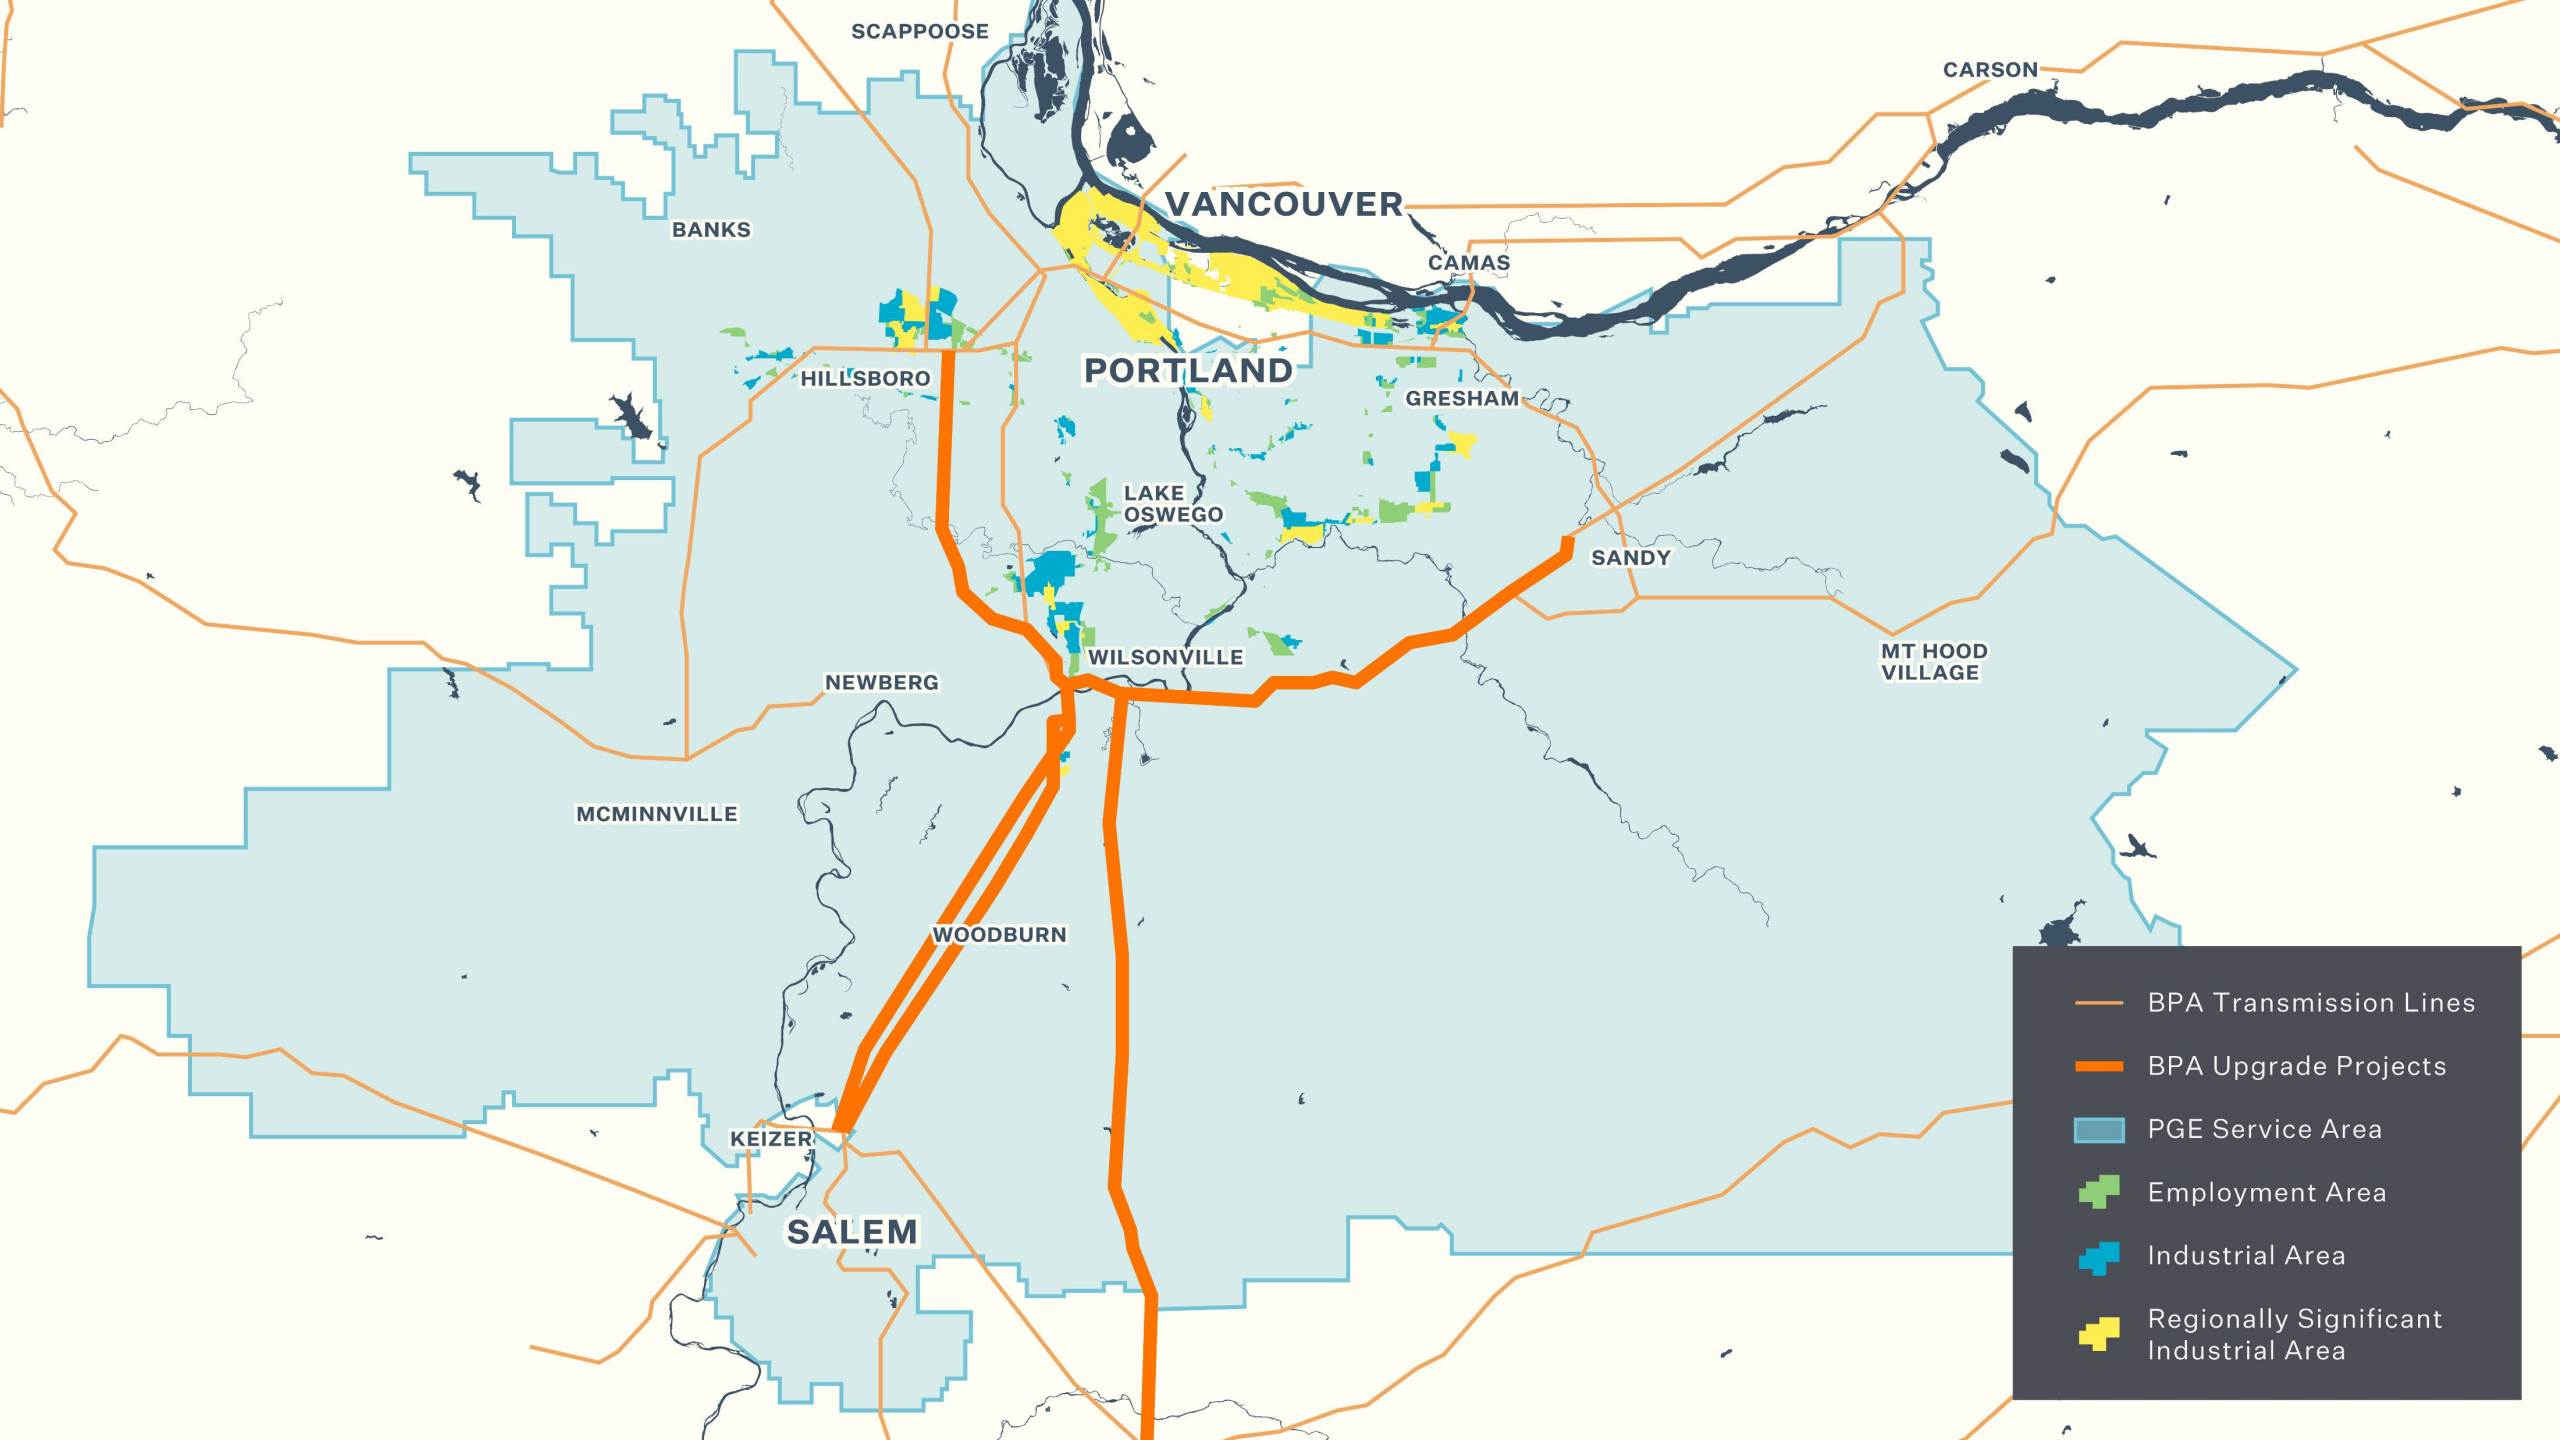 SCAPPOOSE
CARSON
VANCOUVER
BANKS
CAMAS
PORTLAND
HILLSBORO
GRESHAM
LAKE
OSWEGO
SANDY
WILSONVILLE
MT HOOD
VILLAGE
NEWBERG
MCMINNVILLE
WOODBURN
KEIZER
SALEM
BPA Transmission Lines
BPA Upgrade Projects
PGE Service Area
Employment Area
Industrial Area
Regionally Significant
Industrial Area